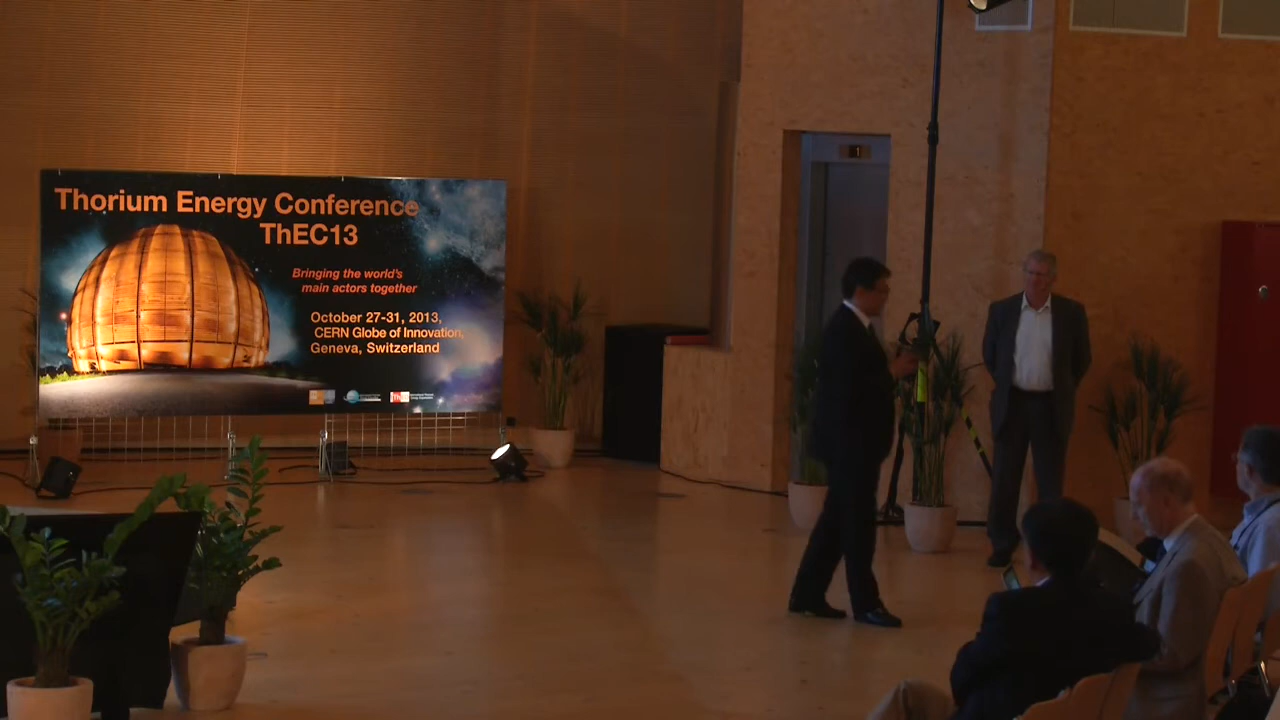 Thorium Energy Conference
ThEC13
Bringing the world's
main actors together
October 27-31, 2013,
CERN Globe of Innovation,
Geneva, Switzerland
1